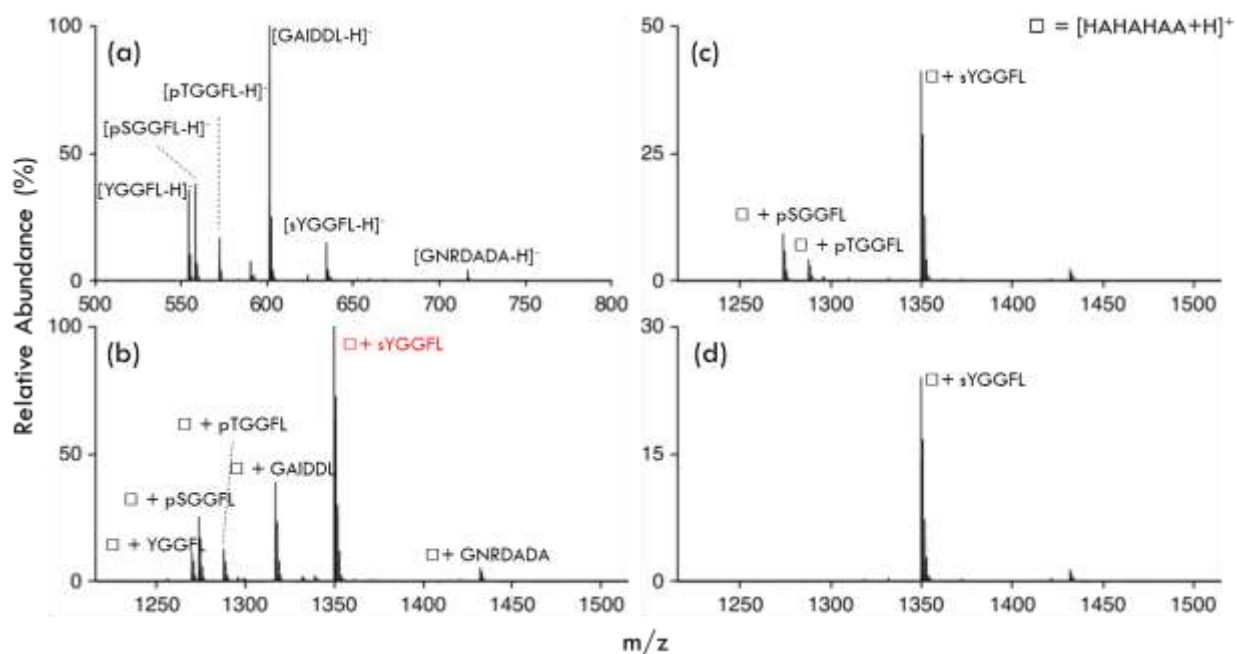 (a)
[GAIDDL-H]⁻
[pTGGFL-H]⁻
[pSGGFL-H]⁻
[YGGFL-H]⁻
[sYGGFL-H]⁻
[GNRDADA-H]⁻
100
50
0
500 550 600 650 700 750 800
(c)
□ = [HAHAHAA+H]⁺
□ + sYGGFL
□ + pSGGFL
□ + pTGGFL
50
25
0
1250 1300 1350 1400 1450 1500
Relative Abundance (%)
(b)
□ + sYGGFL
□ + pTGGFL
□ + GAIDDL
□ + pSGGFL
□ + YGGFL
□ + GNRDADA
100
50
0
1250 1300 1350 1400 1450 1500
(d)
□ + sYGGFL
30
15
0
1250 1300 1350 1400 1450 1500
m/z